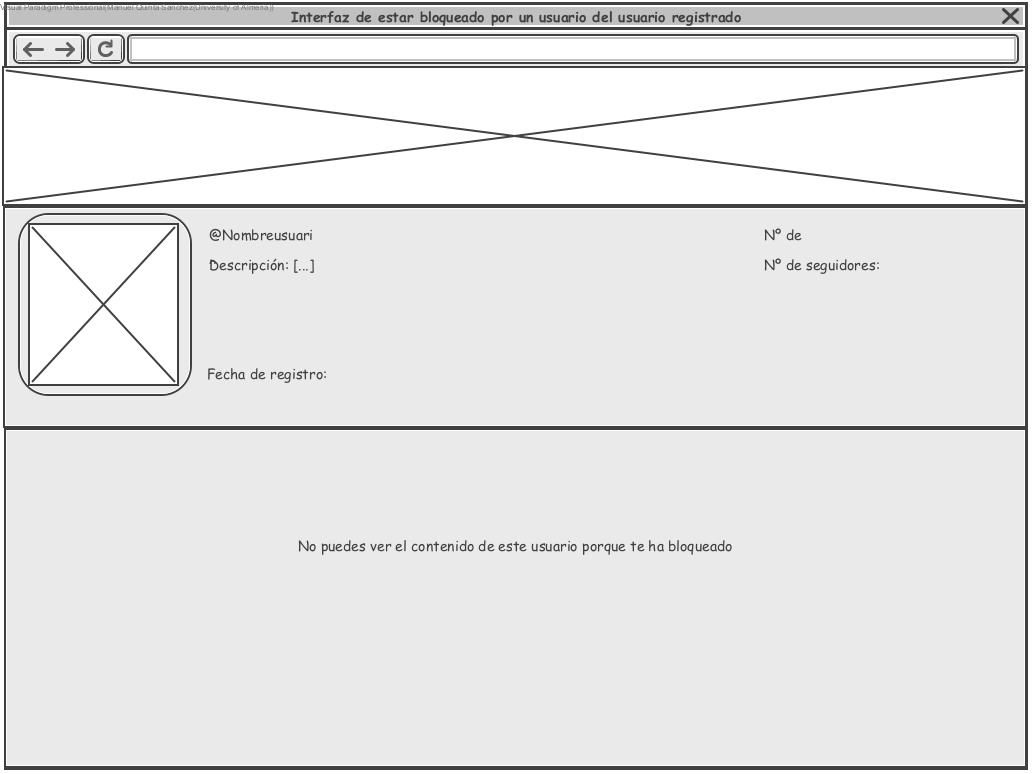 Visual Paradigm Professional(Manuel Quinta Sanchez(University of Almeria))
Interfaz de estar bloqueado por un usuario del usuario registrado
@Nombreusuari
Nº de
Descripción: [...]
Nº de seguidores:
Fecha de registro:
No puedes ver el contenido de este usuario porque te ha bloqueado